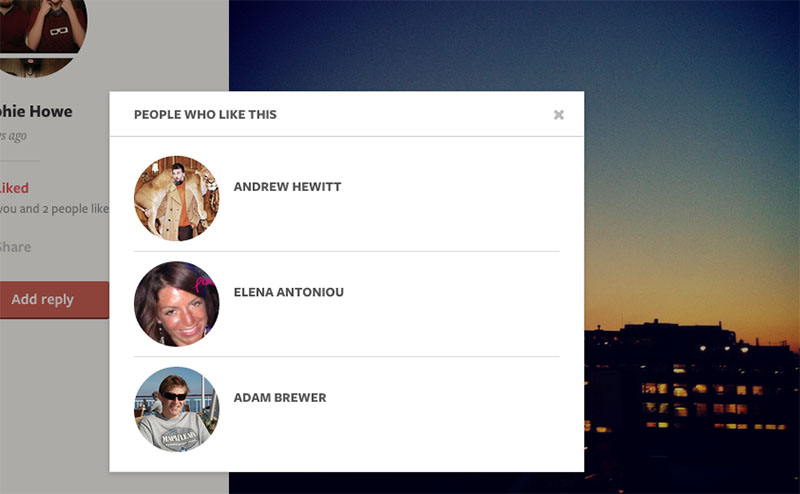 PEOPLE WHO LIKE THIS
ANDREW HEWITT
ELENA ANTONIOU
ADAM BREWER
Howe
ago
Liked
you and 2 people like
Share
Add reply